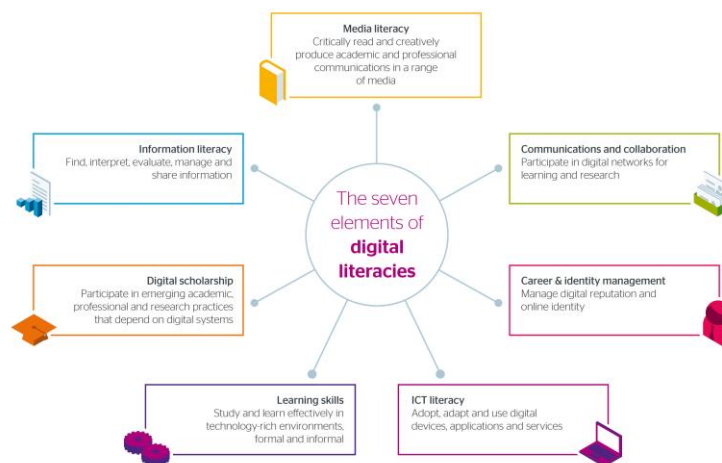 Media literacy
Critically read and creatively
produce academic and professional
communications in a range
of media
Information literacy
Find, interpret, evaluate, manage and
share information
Communications and collaboration
Participate in digital networks for
learning and research
The seven
elements of
digital
literacies
Digital scholarship
Participate in emerging academic,
professional and research practices
that depend on digital systems
Career & identity management
Manage digital reputation and
online identity
Learning skills
Study and learn effectively in
technology-rich environments,
formal and informal
ICT literacy
Adopt, adapt and use digital
devices, applications and services